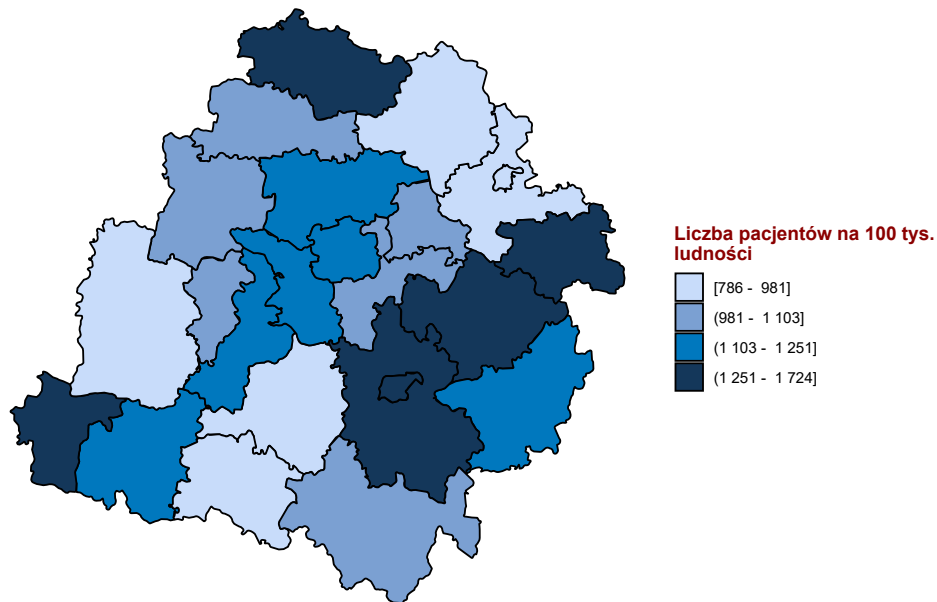 Liczba pacjentów na 100 tys.
ludności
[786 - 981]
(981 - 1 103]
(1 103 - 1 251]
(1 251 - 1 724]